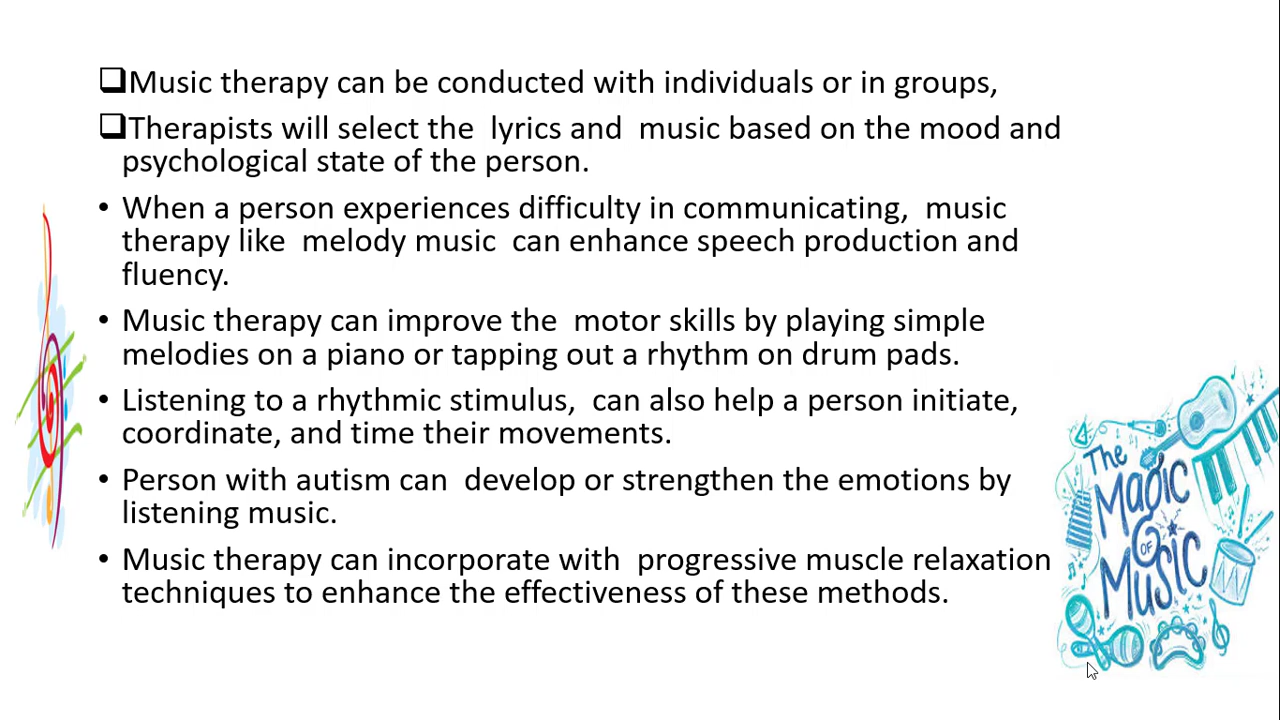 ❑Music therapy can be conducted with individuals or in groups,
❑Therapists will select the  lyrics and  music based on the mood and
psychological state of the person.
• When a person experiences difficulty in communicating,  music
therapy like  melody music  can enhance speech production and
fluency.
• Music therapy can improve the  motor skills by playing simple
melodies on a piano or tapping out a rhythm on drum pads.
• Listening to a rhythmic stimulus,  can also help a person initiate,
coordinate, and time their movements.
• Person with autism can  develop or strengthen the emotions by
listening music.
• Music therapy can incorporate with  progressive muscle relaxation
techniques to enhance the effectiveness of these methods.
The
Magic
OF
Music